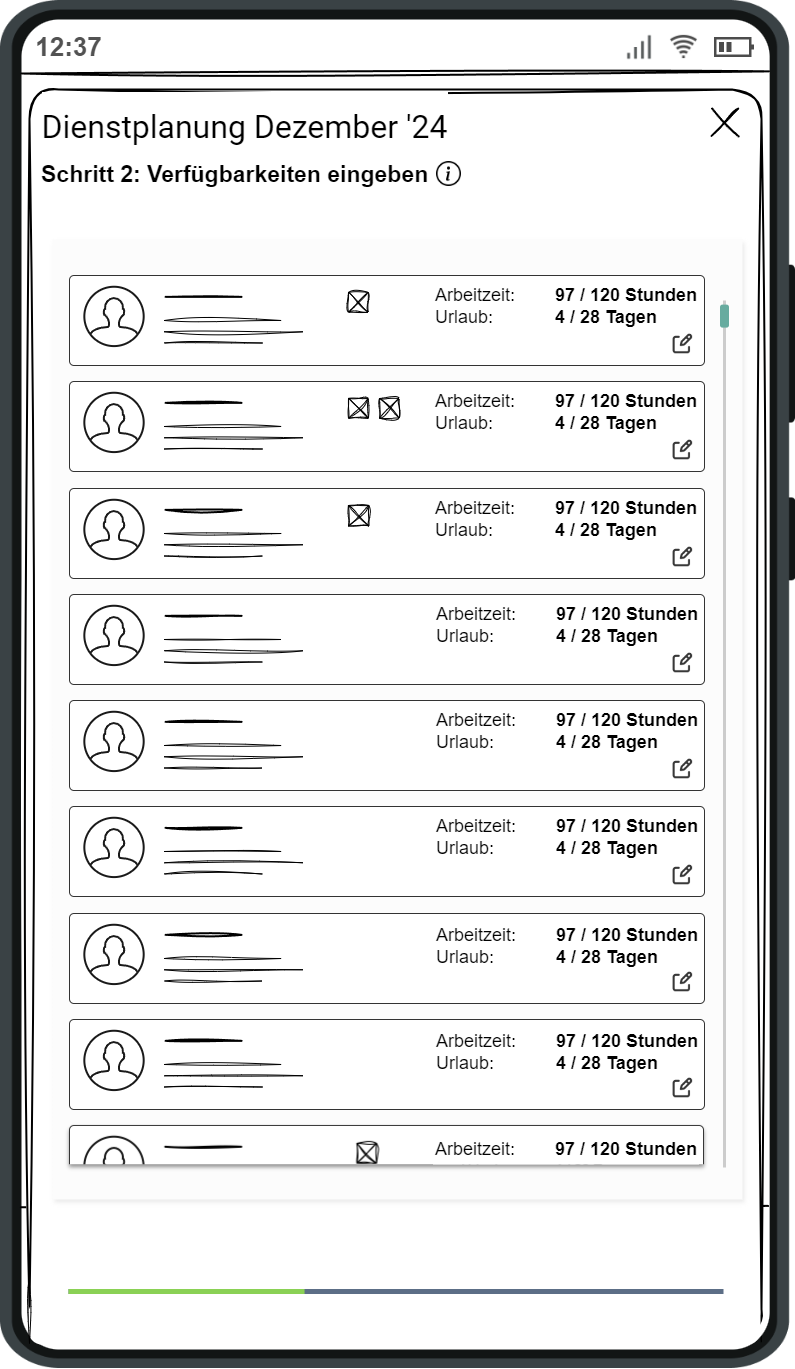 12:37
Dienstplanung Dezember '24
Schritt 2: Verfügbarkeiten eingeben i
Arbeitzeit: 97 / 120 Stunden
Urlaub: 4 / 28 Tagen
Arbeitzeit: 97 / 120 Stunden
Urlaub: 4 / 28 Tagen
Arbeitzeit: 97 / 120 Stunden
Urlaub: 4 / 28 Tagen
Arbeitzeit: 97 / 120 Stunden
Urlaub: 4 / 28 Tagen
Arbeitzeit: 97 / 120 Stunden
Urlaub: 4 / 28 Tagen
Arbeitzeit: 97 / 120 Stunden
Urlaub: 4 / 28 Tagen
Arbeitzeit: 97 / 120 Stunden
Urlaub: 4 / 28 Tagen
Arbeitzeit: 97 / 120 Stunden
Urlaub: 4 / 28 Tagen
Arbeitzeit: 97 / 120 Stunden